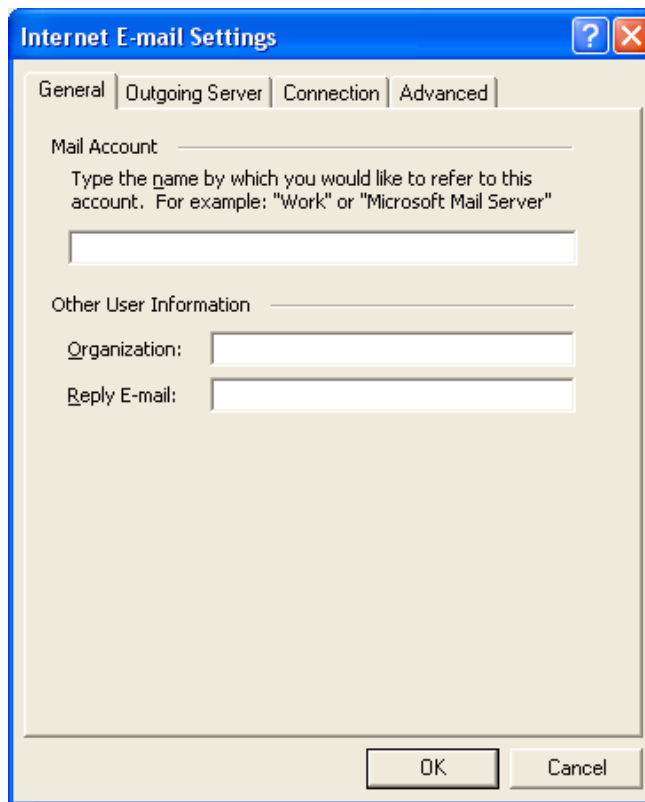 Internet E-mail Settings
General
Outgoing Server
Connection
Advanced
Mail Account
Type the name by which you would like to refer to this
account. For example: "Work" or "Microsoft Mail Server"
Other User Information
Organization:
Reply E-mail:
OK
Cancel